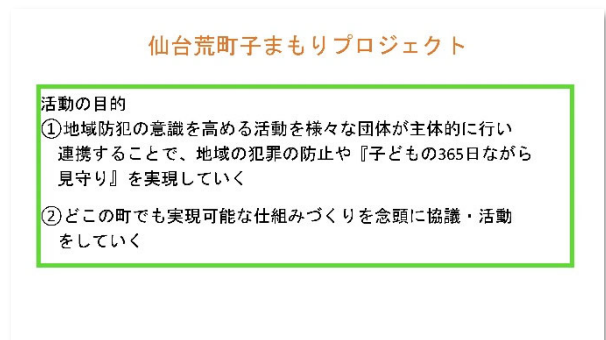 仙台荒町子まもりプロジェクト
活動の目的
①地域防犯の意識を高める活動を様々な団体が主体的に行い
連携することで、地域の犯罪の防止や『子どもの365日ながら
見守り』を実現していく
②どこの町でも実現可能な仕組みづくりを念頭に協議・活動
をしていく